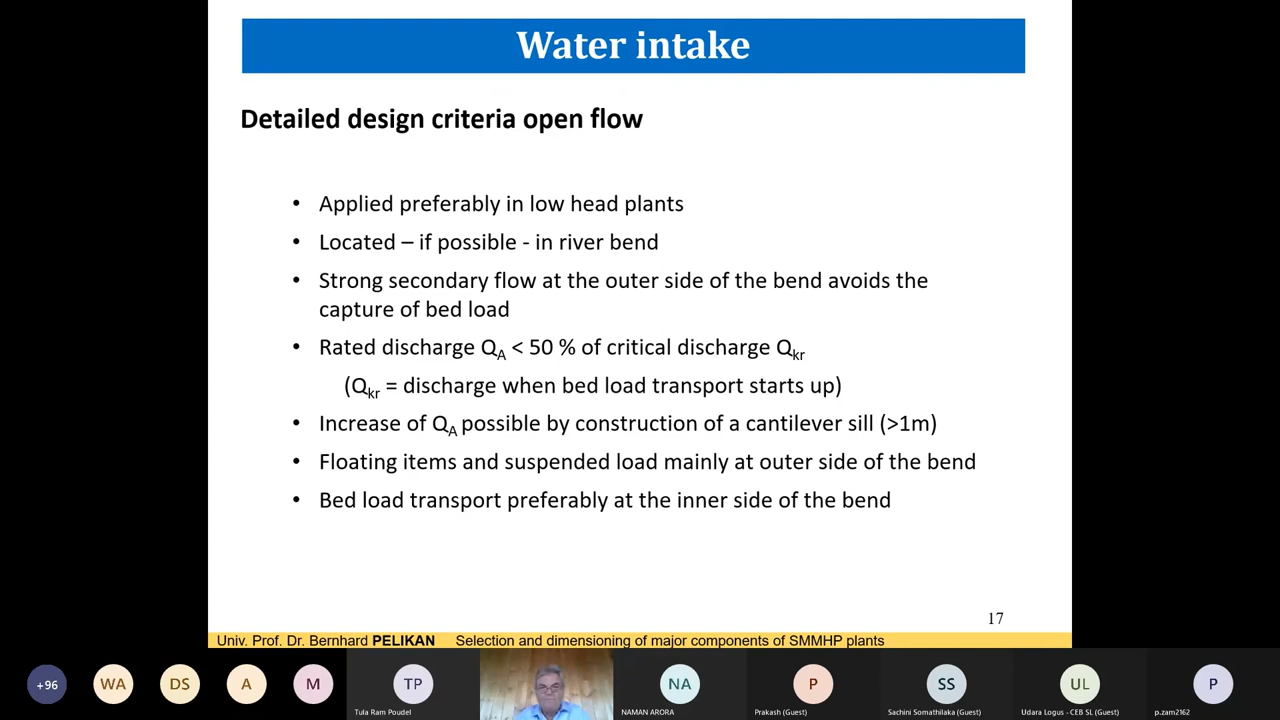 Water intake
Detailed design criteria open flow
• Applied preferably in low head plants
• Located – if possible - in river bend
• Strong secondary flow at the outer side of the bend avoids the
capture of bed load
• Rated discharge QA < 50 % of critical discharge Qkr
(Qkr = discharge when bed load transport starts up)
• Increase of QA possible by construction of a cantilever sill (>1m)
• Floating items and suspended load mainly at outer side of the bend
• Bed load transport preferably at the inner side of the bend
17
Univ. Prof. Dr. Bernhard PELIKAN Selection and dimensioning of major components of SMMHP plants
+96 WA DS A M TP NA P SS UL P
Tula Ram Poudel NAMAN ARORA Prakash (Guest) Sachini Somathilaka (Guest) Udara Logus - CEB SL (Guest) p.zam2162